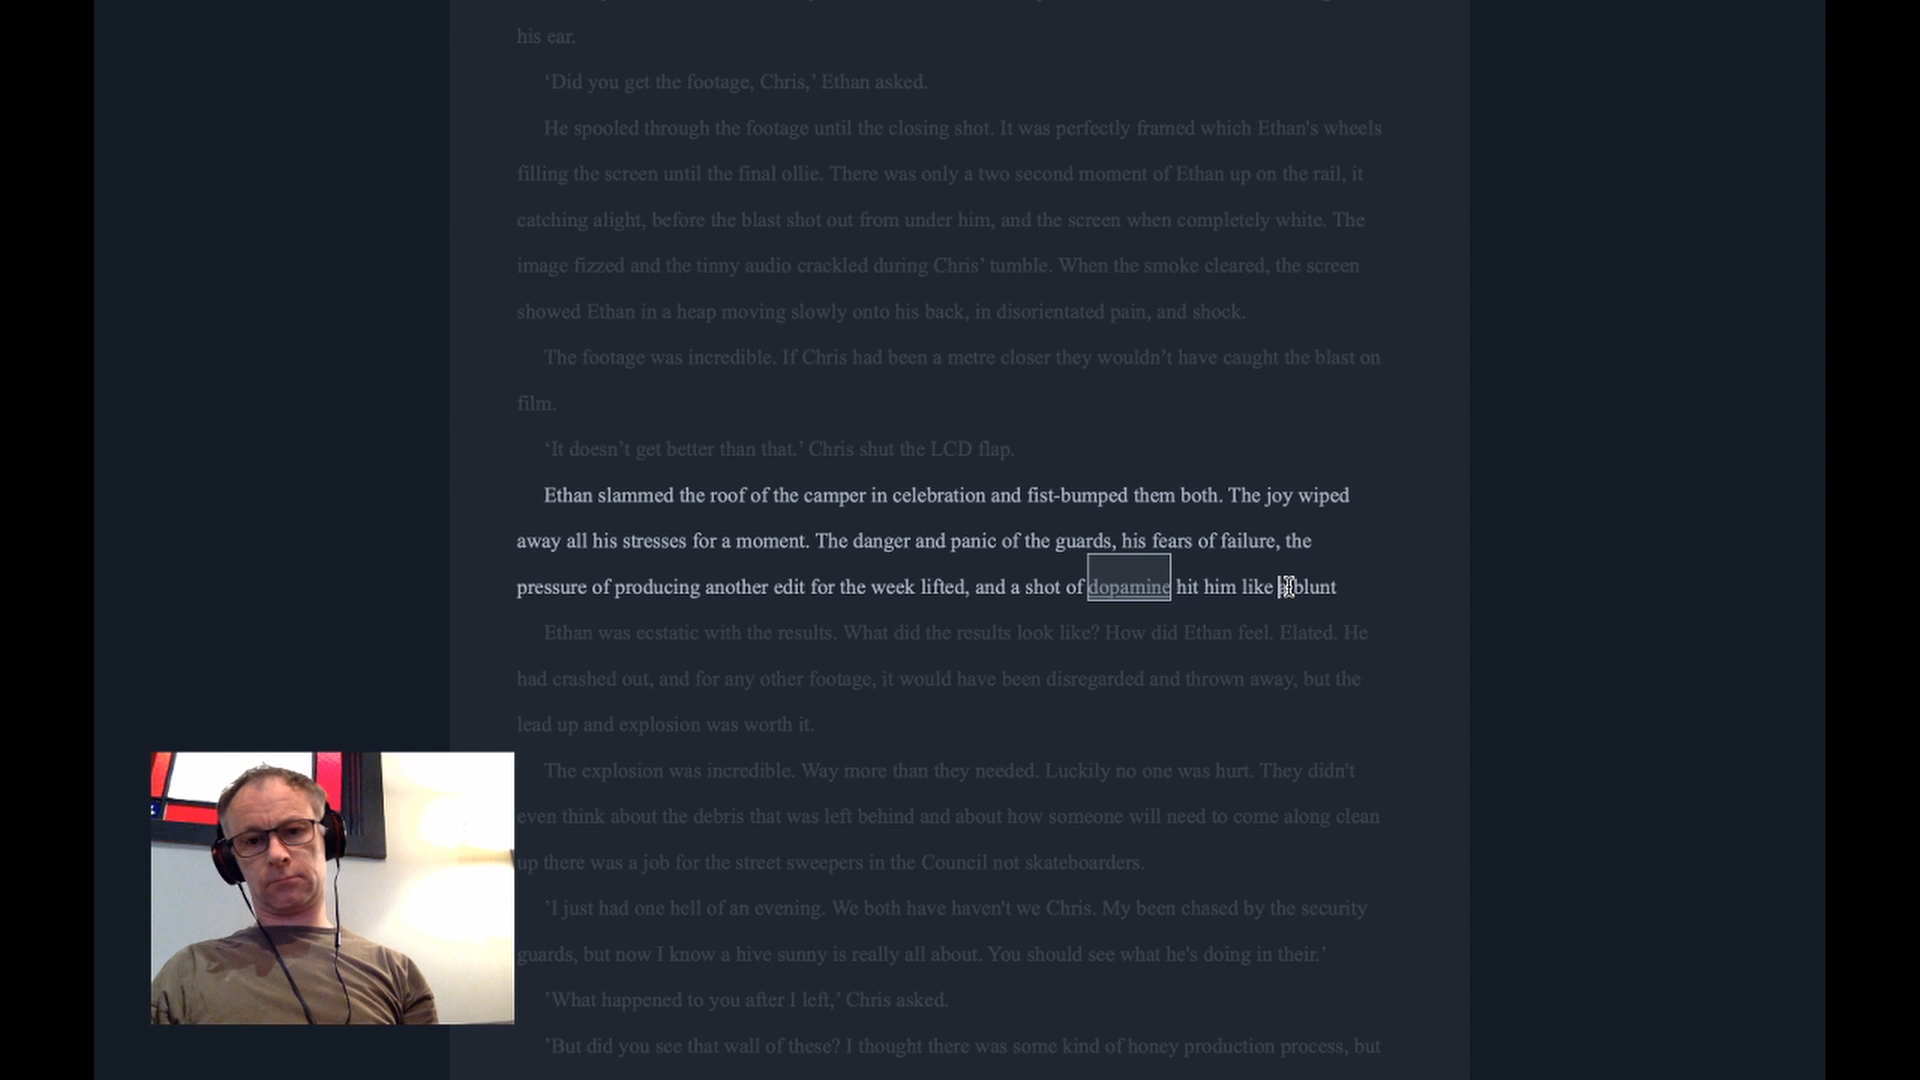 his ear.
‘Did you get the footage, Chris,’ Ethan asked.
He spooled through the footage until the closing shot. It was perfectly framed which Ethan's wheels
filling the screen until the final ollie. There was only a two second moment of Ethan up on the rail, it
catching alight, before the blast shot out from under him, and the screen when completely white. The
image fizzed and the tinny audio crackled during Chris’ tumble. When the smoke cleared, the screen
showed Ethan in a heap moving slowly onto his back, in disorientated pain, and shock.
The footage was incredible. If Chris had been a metre closer they wouldn’t have caught the blast on
film.
‘It doesn’t get better than that.’ Chris shut the LCD flap.
Ethan slammed the roof of the camper in celebration and fist-bumped them both. The joy wiped
away all his stresses for a moment. The danger and panic of the guards, his fears of failure, the
pressure of producing another edit for the week lifted, and a shot of dopamine hit him like a blunt
Ethan was ecstatic with the results. What did the results look like? How did Ethan feel. Elated. He
had crashed out, and for any other footage, it would have been disregarded and thrown away, but the
lead up and explosion was worth it.
The explosion was incredible. Way more than they needed. Luckily no one was hurt. They didn't
even think about the debris that was left behind and about how someone will need to come along clean
up there was a job for the street sweepers in the Council not skateboarders.
’I just had one hell of an evening. We both have haven't we Chris. My been chased by the security
guards, but now I know a hive sunny is really all about. You should see what he's doing in their.’
’What happened to you after I left,’ Chris asked.
’But did you see that wall of these? I thought there was some kind of honey production process, but